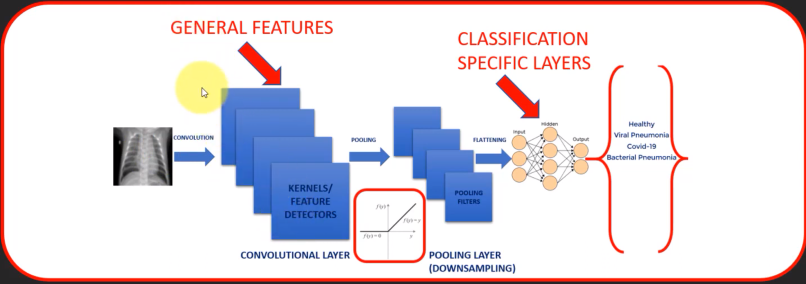 GENERAL FEATURES
CLASSIFICATION
SPECIFIC LAYERS
CONVOLUTION
KERNELS/
FEATURE
DETECTORS
CONVOLUTIONAL LAYER
f(y)
f(y)=y
f(y)=0
y
POOLING
POOLING
FILTERS
POOLING LAYER
(DOWNSAMPLING)
FLATTENING
Input
Hidden
Output
Healthy
Viral Pneumonia
Covid-19
Bacterial Pneumonia